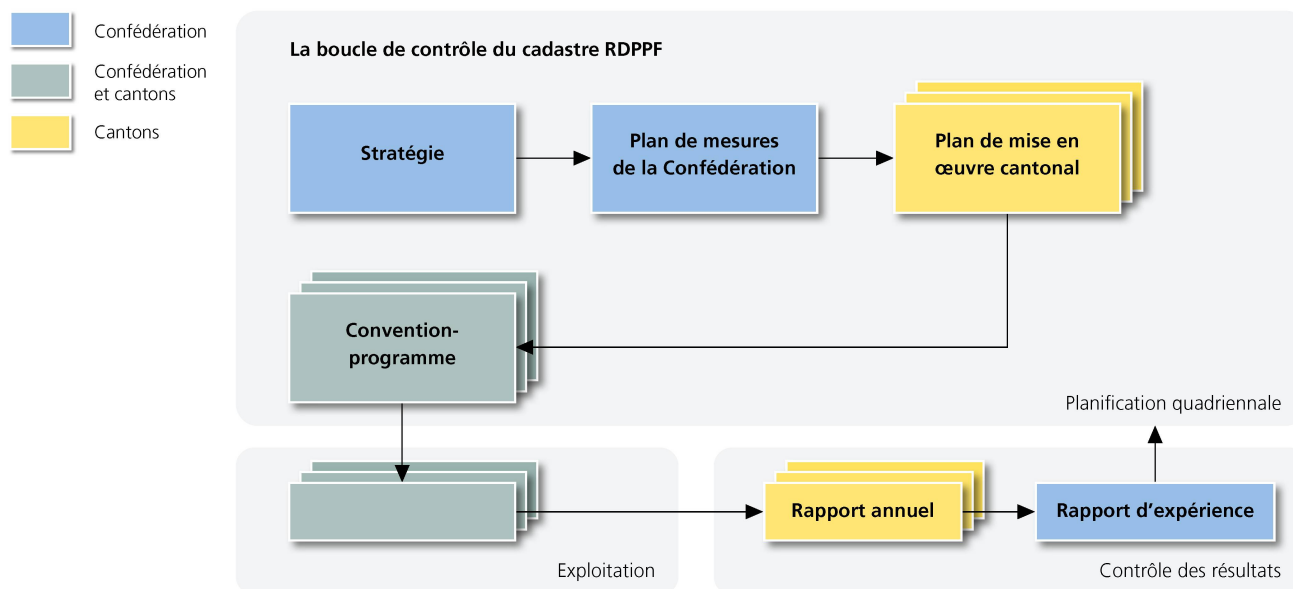 Confédération
Confédération
et cantons
Cantons
La boucle de contrôle du cadastre RDPPF
Stratégie
Plan de mesures
de la Confédération
Plan de mise en
œuvre cantonal
Convention-
programme
Planification quadriennale
Exploitation
Rapport annuel
Rapport d’expérience
Contrôle des résultats